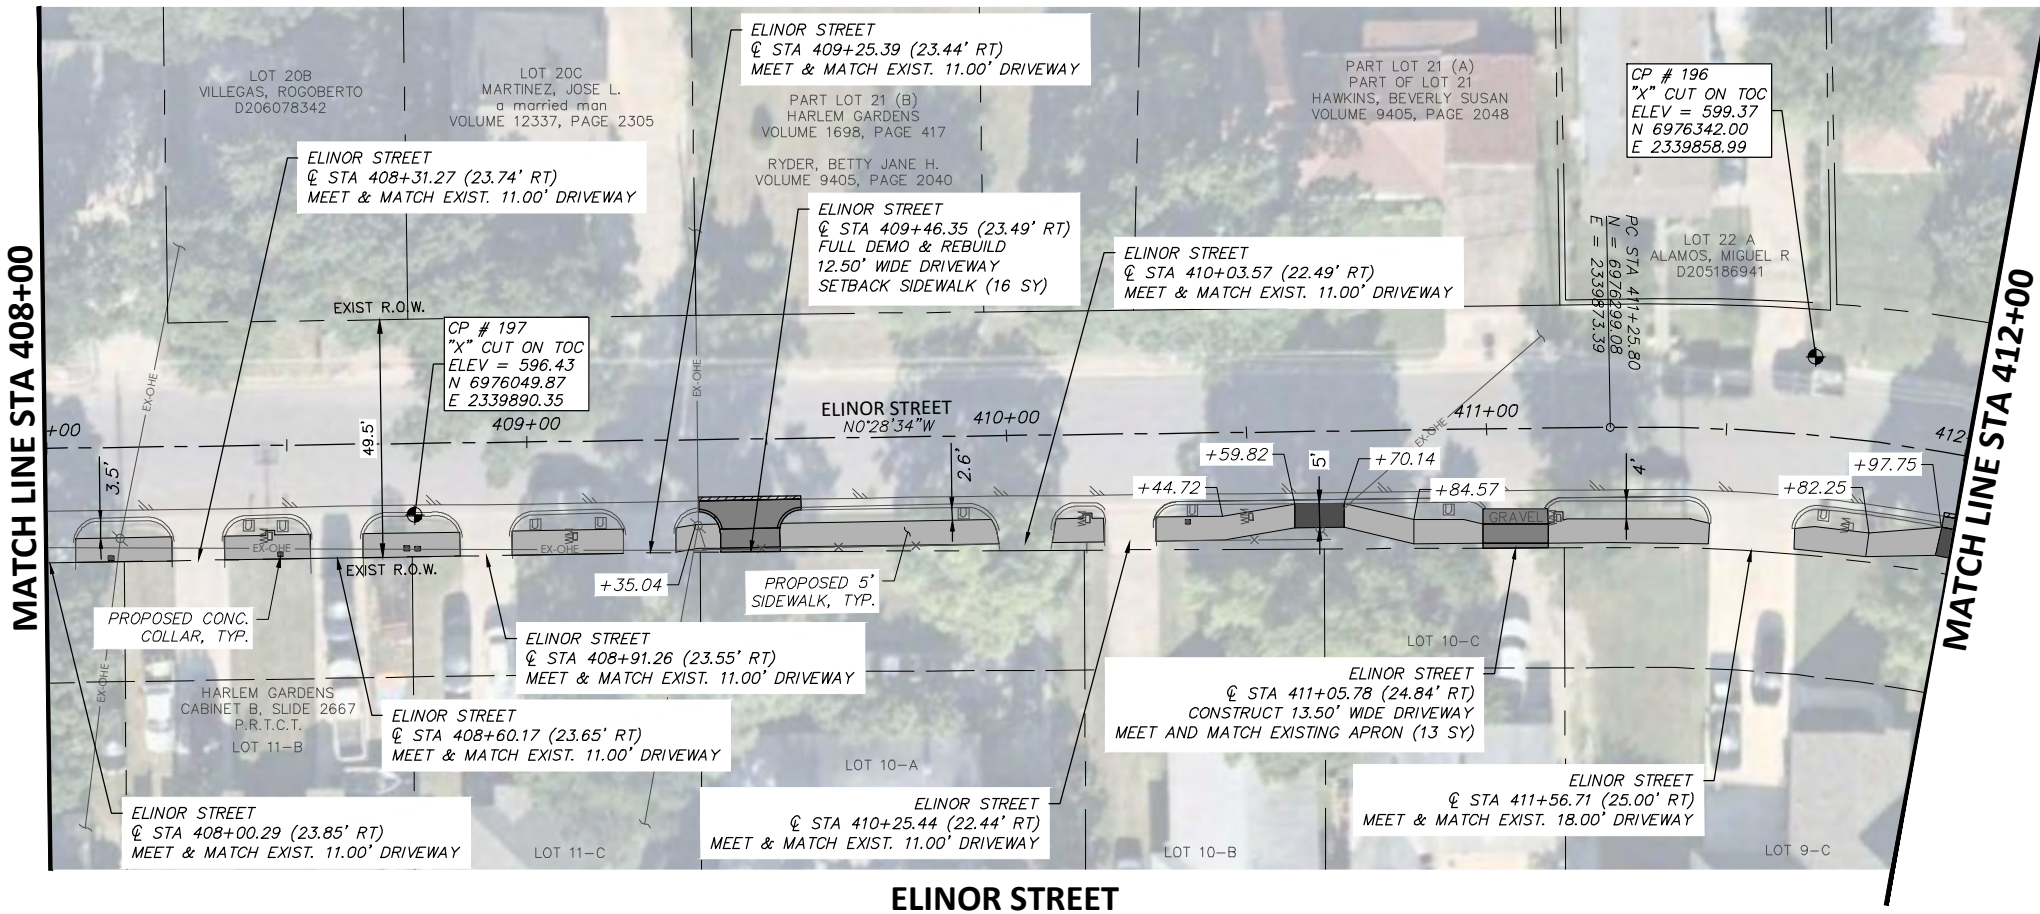 ELINOR STREET
℄ STA 409+25.39 (23.44' RT)
MEET & MATCH EXIST. 11.00' DRIVEWAY
LOT 20B
VILLEGAS, ROGOBERTO
D206078342
LOT 20C
MARTINEZ, JOSE L.
a married man
VOLUME 12337, PAGE 2305
PART LOT 21 (B)
HARLEM GARDENS
VOLUME 1698, PAGE 417
RYDER, BETTY JANE H.
VOLUME 9405, PAGE 2040
PART LOT 21 (A)
PART OF LOT 21
HAWKINS, BEVERLY SUSAN
VOLUME 9405, PAGE 2048
CP # 196
"X" CUT ON TOC
ELEV = 599.37
N 6976342.00
E 2339858.99
ELINOR STREET
℄ STA 408+31.27 (23.74' RT)
MEET & MATCH EXIST. 11.00' DRIVEWAY
ELINOR STREET
℄ STA 409+46.35 (23.49' RT)
FULL DEMO & REBUILD
12.50' WIDE DRIVEWAY
SETBACK SIDEWALK (16 SY)
ELINOR STREET
℄ STA 410+03.57 (22.49' RT)
MEET & MATCH EXIST. 11.00' DRIVEWAY
PC STA 411+25.80
N = 6976299.08
E = 2339873.39
LOT 22 A
ALAMOS, MIGUEL R
D205186941
MATCH LINE STA 408+00
MATCH LINE STA 412+00
EXIST R.O.W.
CP # 197
"X" CUT ON TOC
ELEV = 596.43
N 6976049.87
E 2339890.35
EX-OHE
EX-OHE
EX-OHE
+00
49.5'
409+00
ELINOR STREET
N0°28'34"W
410+00
411+00
412
3.5'
2.6'
+59.82
5'
+70.14
+44.72
+84.57
4'
+97.75
+82.25
WM
GRAVEL
EX-OHE
EX-OHE
EXIST R.O.W.
+35.04
PROPOSED 5'
SIDEWALK, TYP.
PROPOSED CONC.
COLLAR, TYP.
EX-OHE
ELINOR STREET
℄ STA 408+91.26 (23.55' RT)
MEET & MATCH EXIST. 11.00' DRIVEWAY
LOT 10-C
HARLEM GARDENS
CABINET B, SLIDE 2667
P.R.T.C.T.
LOT 11-B
ELINOR STREET
℄ STA 408+60.17 (23.65' RT)
MEET & MATCH EXIST. 11.00' DRIVEWAY
ELINOR STREET
℄ STA 411+05.78 (24.84' RT)
CONSTRUCT 13.50' WIDE DRIVEWAY
MEET AND MATCH EXISTING APRON (13 SY)
LOT 10-A
ELINOR STREET
℄ STA 408+00.29 (23.85' RT)
MEET & MATCH EXIST. 11.00' DRIVEWAY
ELINOR STREET
℄ STA 410+25.44 (22.44' RT)
MEET & MATCH EXIST. 11.00' DRIVEWAY
ELINOR STREET
℄ STA 411+56.71 (25.00' RT)
MEET & MATCH EXIST. 18.00' DRIVEWAY
LOT 11-C
LOT 10-B
LOT 9-C
ELINOR STREET